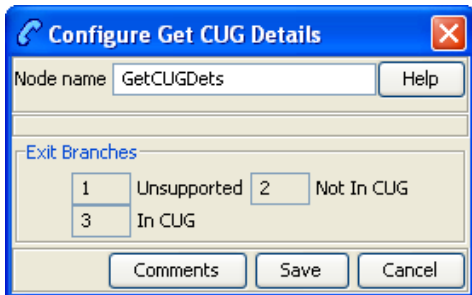 Configure Get CUG Details
Node name GetCUGDets Help
Exit Branches
1 Unsupported 2 Not In CUG
3 In CUG
Comments Save Cancel